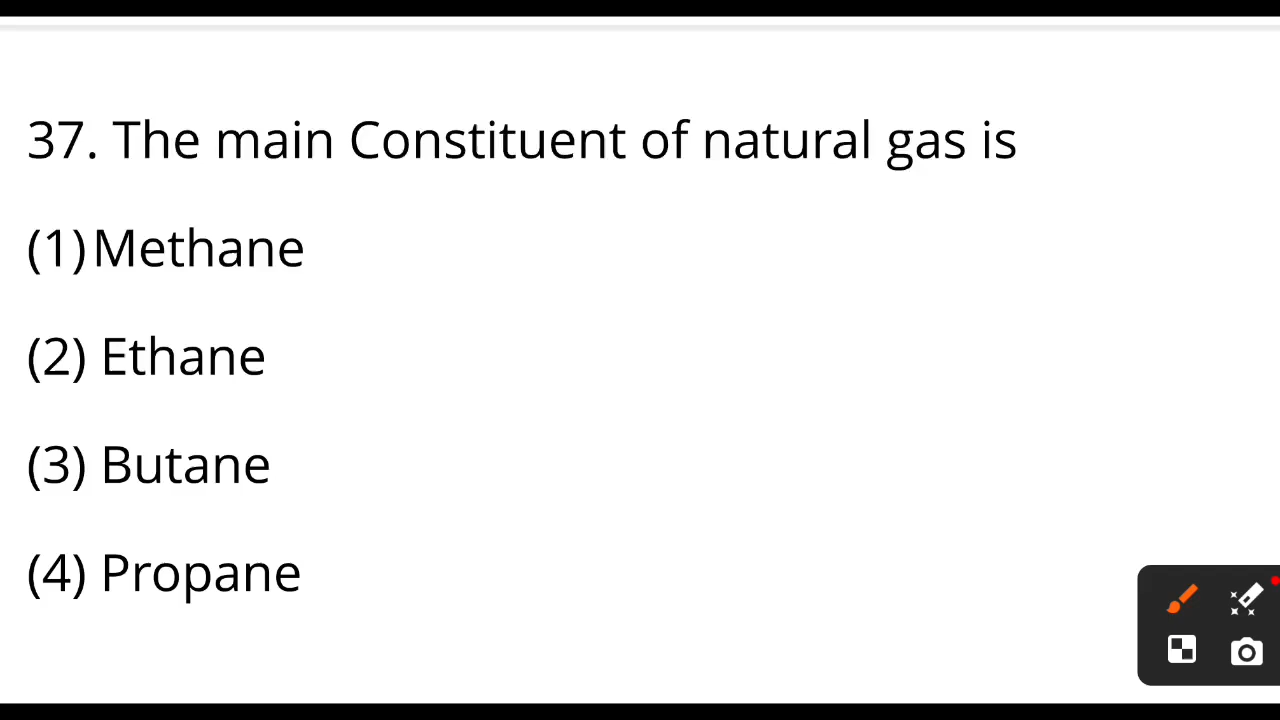 37. The main Constituent of natural gas is
(1) Methane
(2) Ethane
(3) Butane
(4) Propane